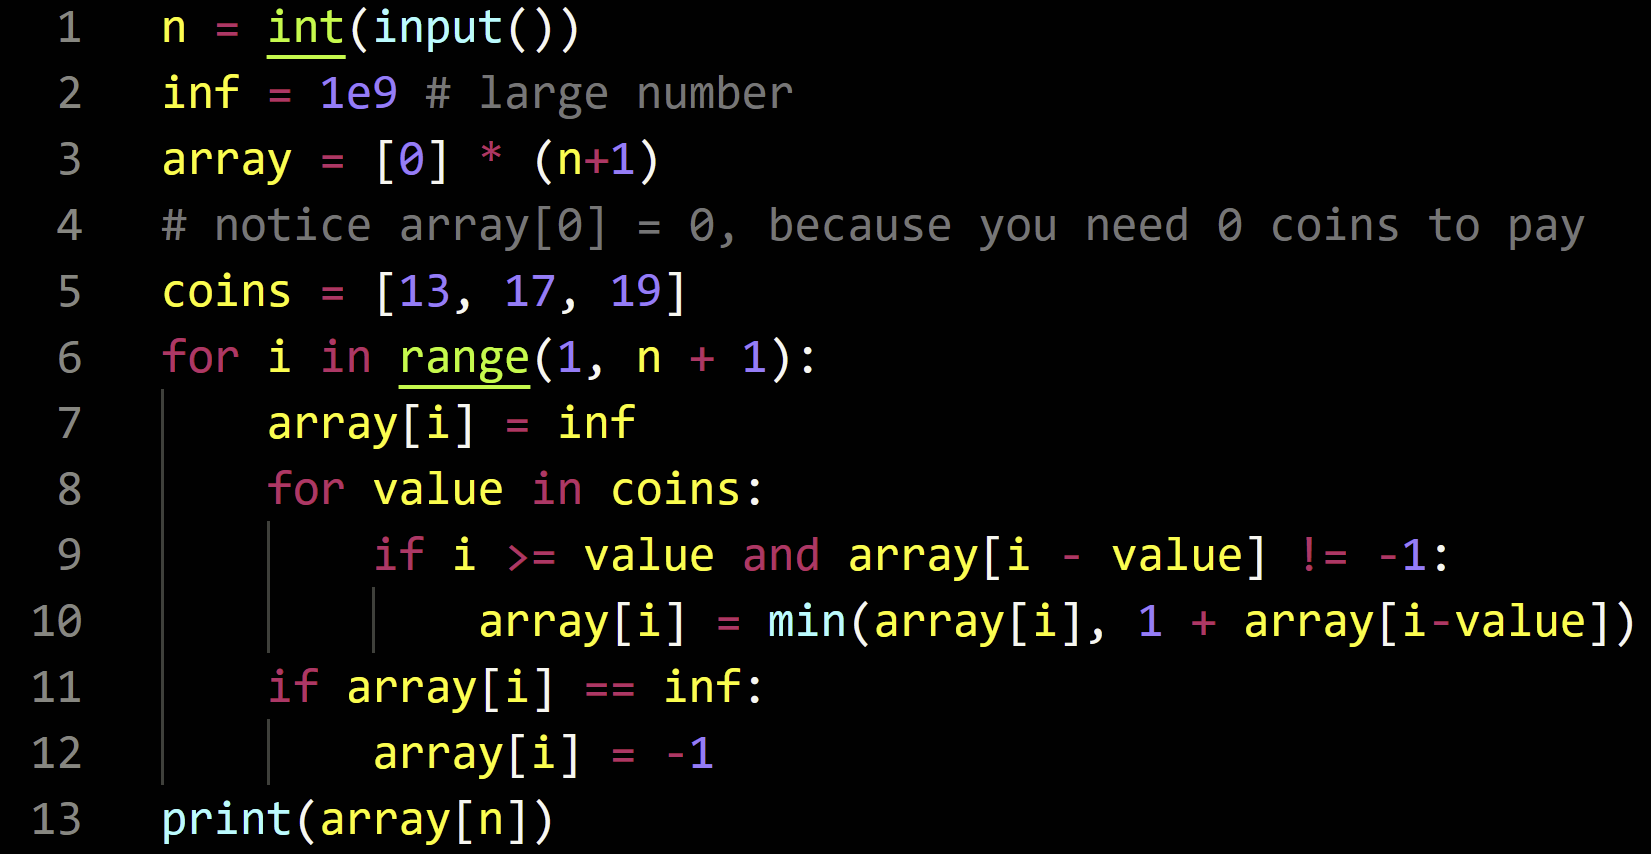 1 n = int(input())
2 inf = 1e9 # large number
3 array = [0] * (n+1)
4 # notice array[0] = 0, because you need 0 coins to pay
5 coins = [13, 17, 19]
6 for i in range(1, n + 1):
7     array[i] = inf
8     for value in coins:
9         if i >= value and array[i - value] != -1:
10             array[i] = min(array[i], 1 + array[i-value])
11     if array[i] == inf:
12         array[i] = -1
13 print(array[n])